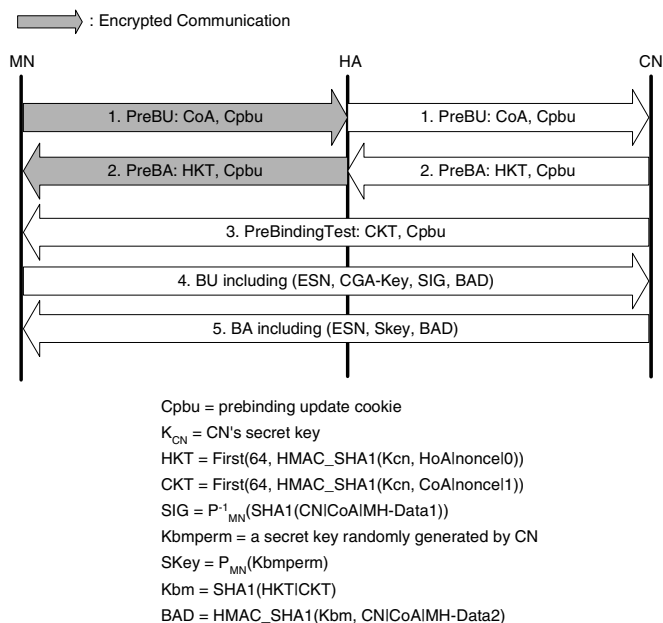 : Encrypted Communication
MN HA CN
1. PreBU: CoA, Cpbu 1. PreBU: CoA, Cpbu
2. PreBA: HKT, Cpbu 2. PreBA: HKT, Cpbu
3. PreBindingTest: CKT, Cpbu
4. BU including (ESN, CGA-Key, SIG, BAD)
5. BA including (ESN, Skey, BAD)
Cpbu = prebinding update cookie
K_CN = CN's secret key
HKT = First(64, HMAC_SHA1(Kcn, HoA|nonce|0))
CKT = First(64, HMAC_SHA1(Kcn, CoA|nonce|1))
SIG = P^-1_MN(SHA1(CN|CoA|MH-Data1))
Kbmperm = a secret key randomly generated by CN
SKey = P_MN(Kbmperm)
Kbm = SHA1(HKT|CKT)
BAD = HMAC_SHA1(Kbm, CN|CoA|MH-Data2)